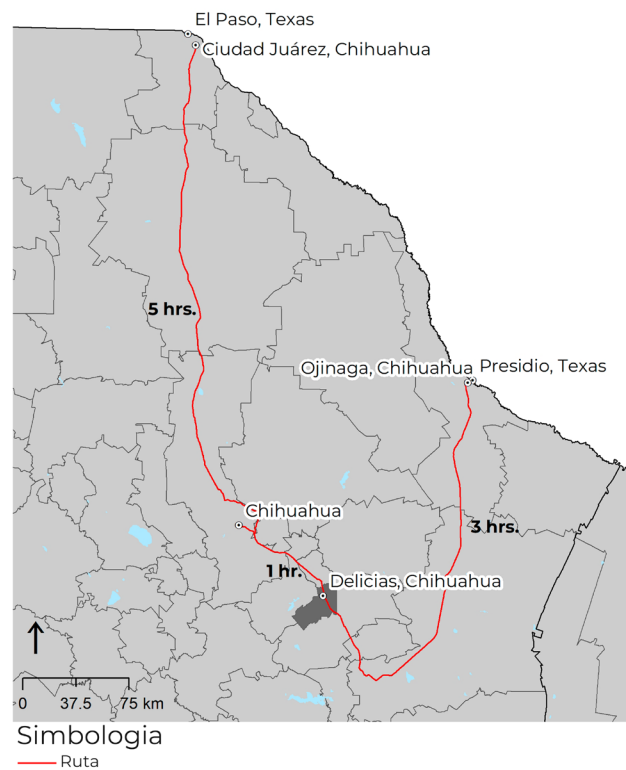 El Paso, Texas
Ciudad Juárez, Chihuahua
5 hrs.
Ojinaga, Chihuahua
Presidio, Texas
Chihuahua
3 hrs.
1 hr.
Delicias, Chihuahua
0 37.5 75 km
Simbologia
Ruta